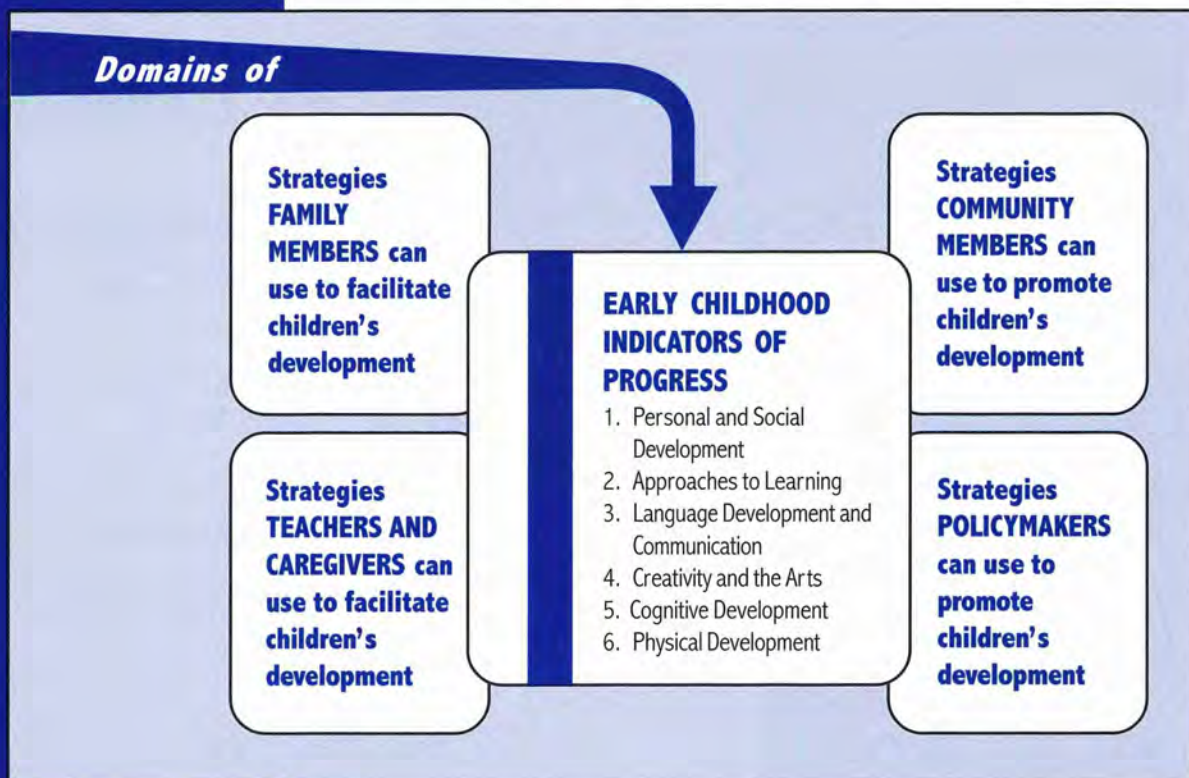 Domains of
Strategies
FAMILY
MEMBERS can
use to facilitate
children's
development
Strategies
COMMUNITY
MEMBERS can
use to promote
children's
development
EARLY CHILDHOOD
INDICATORS OF
PROGRESS
1. Personal and Social
Development
2. Approaches to Learning
3. Language Development and
Communication
4. Creativity and the Arts
5. Cognitive Development
6. Physical Development
Strategies
TEACHERS AND
CAREGIVERS can
use to facilitate
children's
development
Strategies
POLICYMAKERS
can use to
promote
children's
development